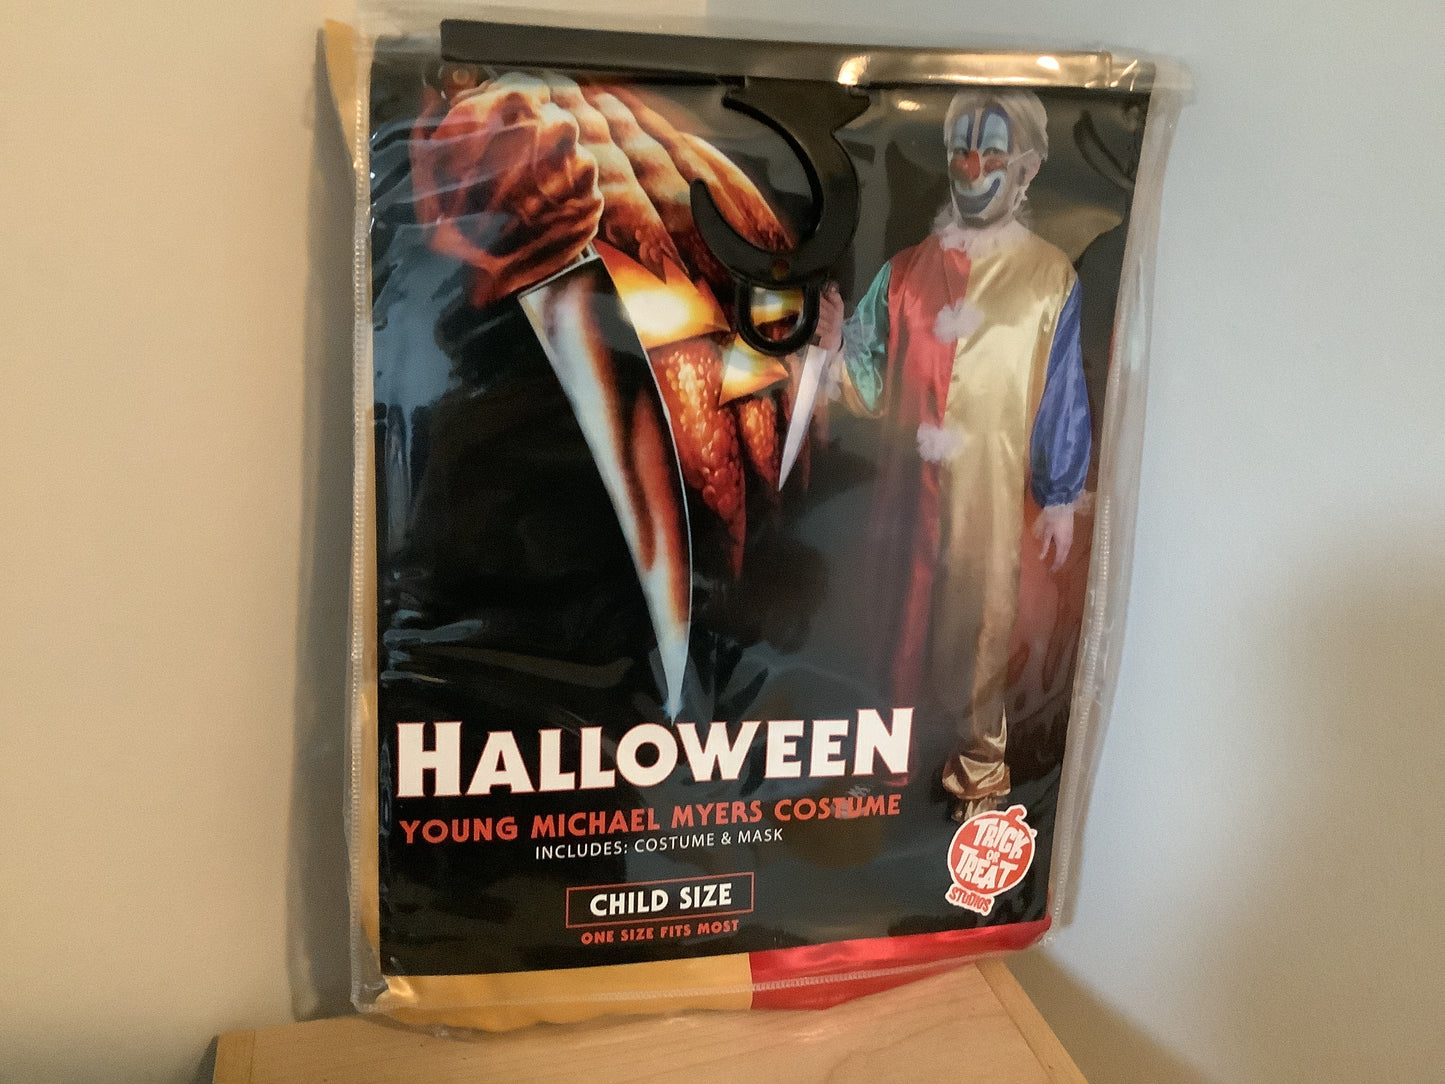 HALLOWEEN
YOUNG MICHAEL MYERS COSTUME
INCLUDES: COSTUME & MASK
CHILD SIZE
ONE SIZE FITS MOST
TRICK
OR
TREAT
STUDIOS